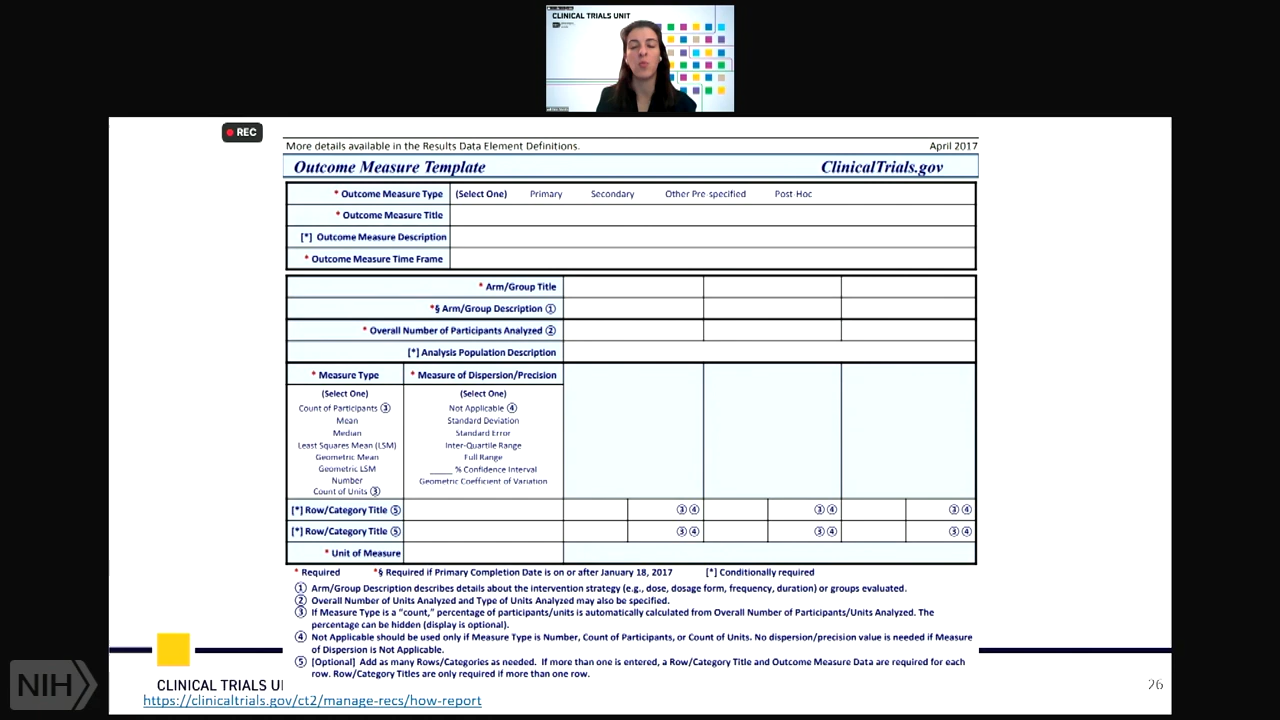 CLINICAL TRIALS UNIT
REC
More details available in the Results Data Element Definitions. April 2017
Outcome Measure Template ClinicalTrials.gov
* Outcome Measure Type (Select One) Primary Secondary Other Pre-specified Post-Hoc
* Outcome Measure Title
[*] Outcome Measure Description
* Outcome Measure Time Frame
* Arm/Group Title
*§ Arm/Group Description ①
* Overall Number of Participants Analyzed ②
[*] Analysis Population Description
* Measure Type * Measure of Dispersion/Precision
(Select One) (Select One)
Count of Participants ③ Not Applicable ④
Mean Standard Deviation
Median Standard Error
Least Squares Mean (LSM) Inter-Quartile Range
Geometric Mean Full Range
Geometric LSM _____ % Confidence Interval
Number Geometric Coefficient of Variation
Count of Units ③
[*] Row/Category Title ⑤ ③④ ③④ ③④
[*] Row/Category Title ⑤ ③④ ③④ ③④
* Unit of Measure
* Required *§ Required if Primary Completion Date is on or after January 18, 2017 [*] Conditionally required
① Arm/Group Description describes details about the intervention strategy (e.g., dose, dosage form, frequency, duration) or groups evaluated.
② Overall Number of Units Analyzed and Type of Units Analyzed may also be specified.
③ If Measure Type is a “count,” percentage of participants/units is automatically calculated from Overall Number of Participants/Units Analyzed. The
percentage can be hidden (display is optional).
④ Not Applicable should be used only if Measure Type is Number, Count of Participants, or Count of Units. No dispersion/precision value is needed if Measure
of Dispersion is Not Applicable.
⑤ [Optional] Add as many Rows/Categories as needed. If more than one is entered, a Row/Category Title and Outcome Measure Data are required for each
row. Row/Category Titles are only required if more than one row.
NIH
CLINICAL TRIALS UI
26
https://clinicaltrials.gov/ct2/manage-recs/how-report